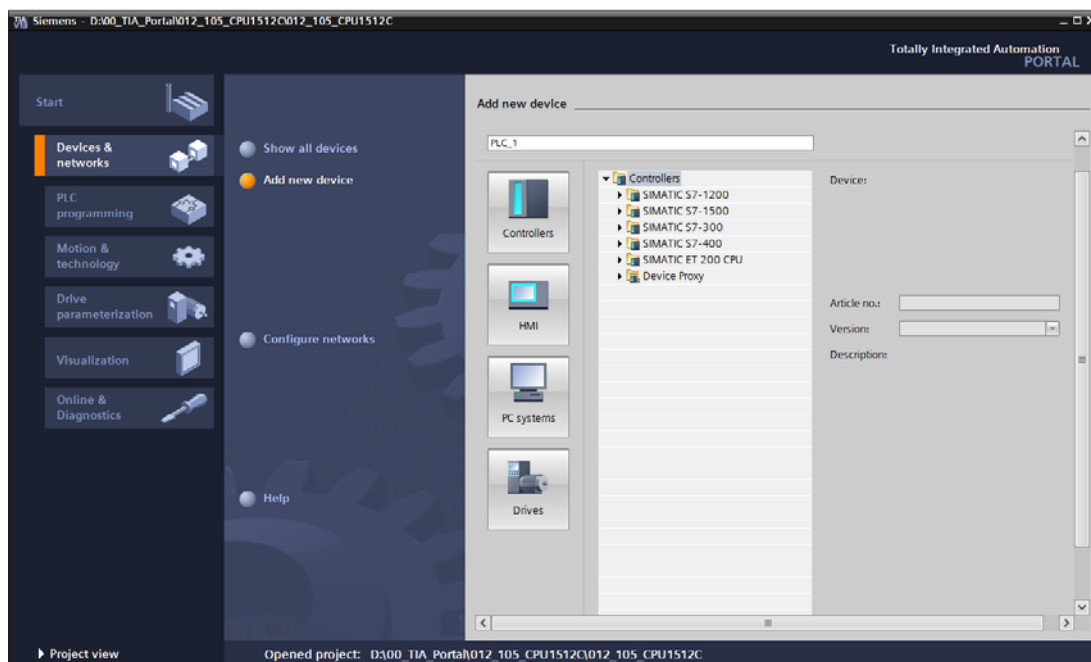 Siemens - D:\00_TIA_Portal\012_105_CPU1512C\012_105_CPU1512C
Totally Integrated Automation
PORTAL
Start
Devices &
networks
PLC
programming
Motion &
technology
Drive
parameterization
Visualization
Online &
Diagnostics
Show all devices
Add new device
Configure networks
Help
Add new device
PLC_1
Controllers
HMI
PC systems
Drives
Controllers
SIMATIC S7-1200
SIMATIC S7-1500
SIMATIC S7-300
SIMATIC S7-400
SIMATIC ET 200 CPU
Device Proxy
Device:
Article no.:
Version:
Description:
Project view
Opened project: D:\00_TIA_Portal\012_105_CPU1512C\012_105_CPU1512C